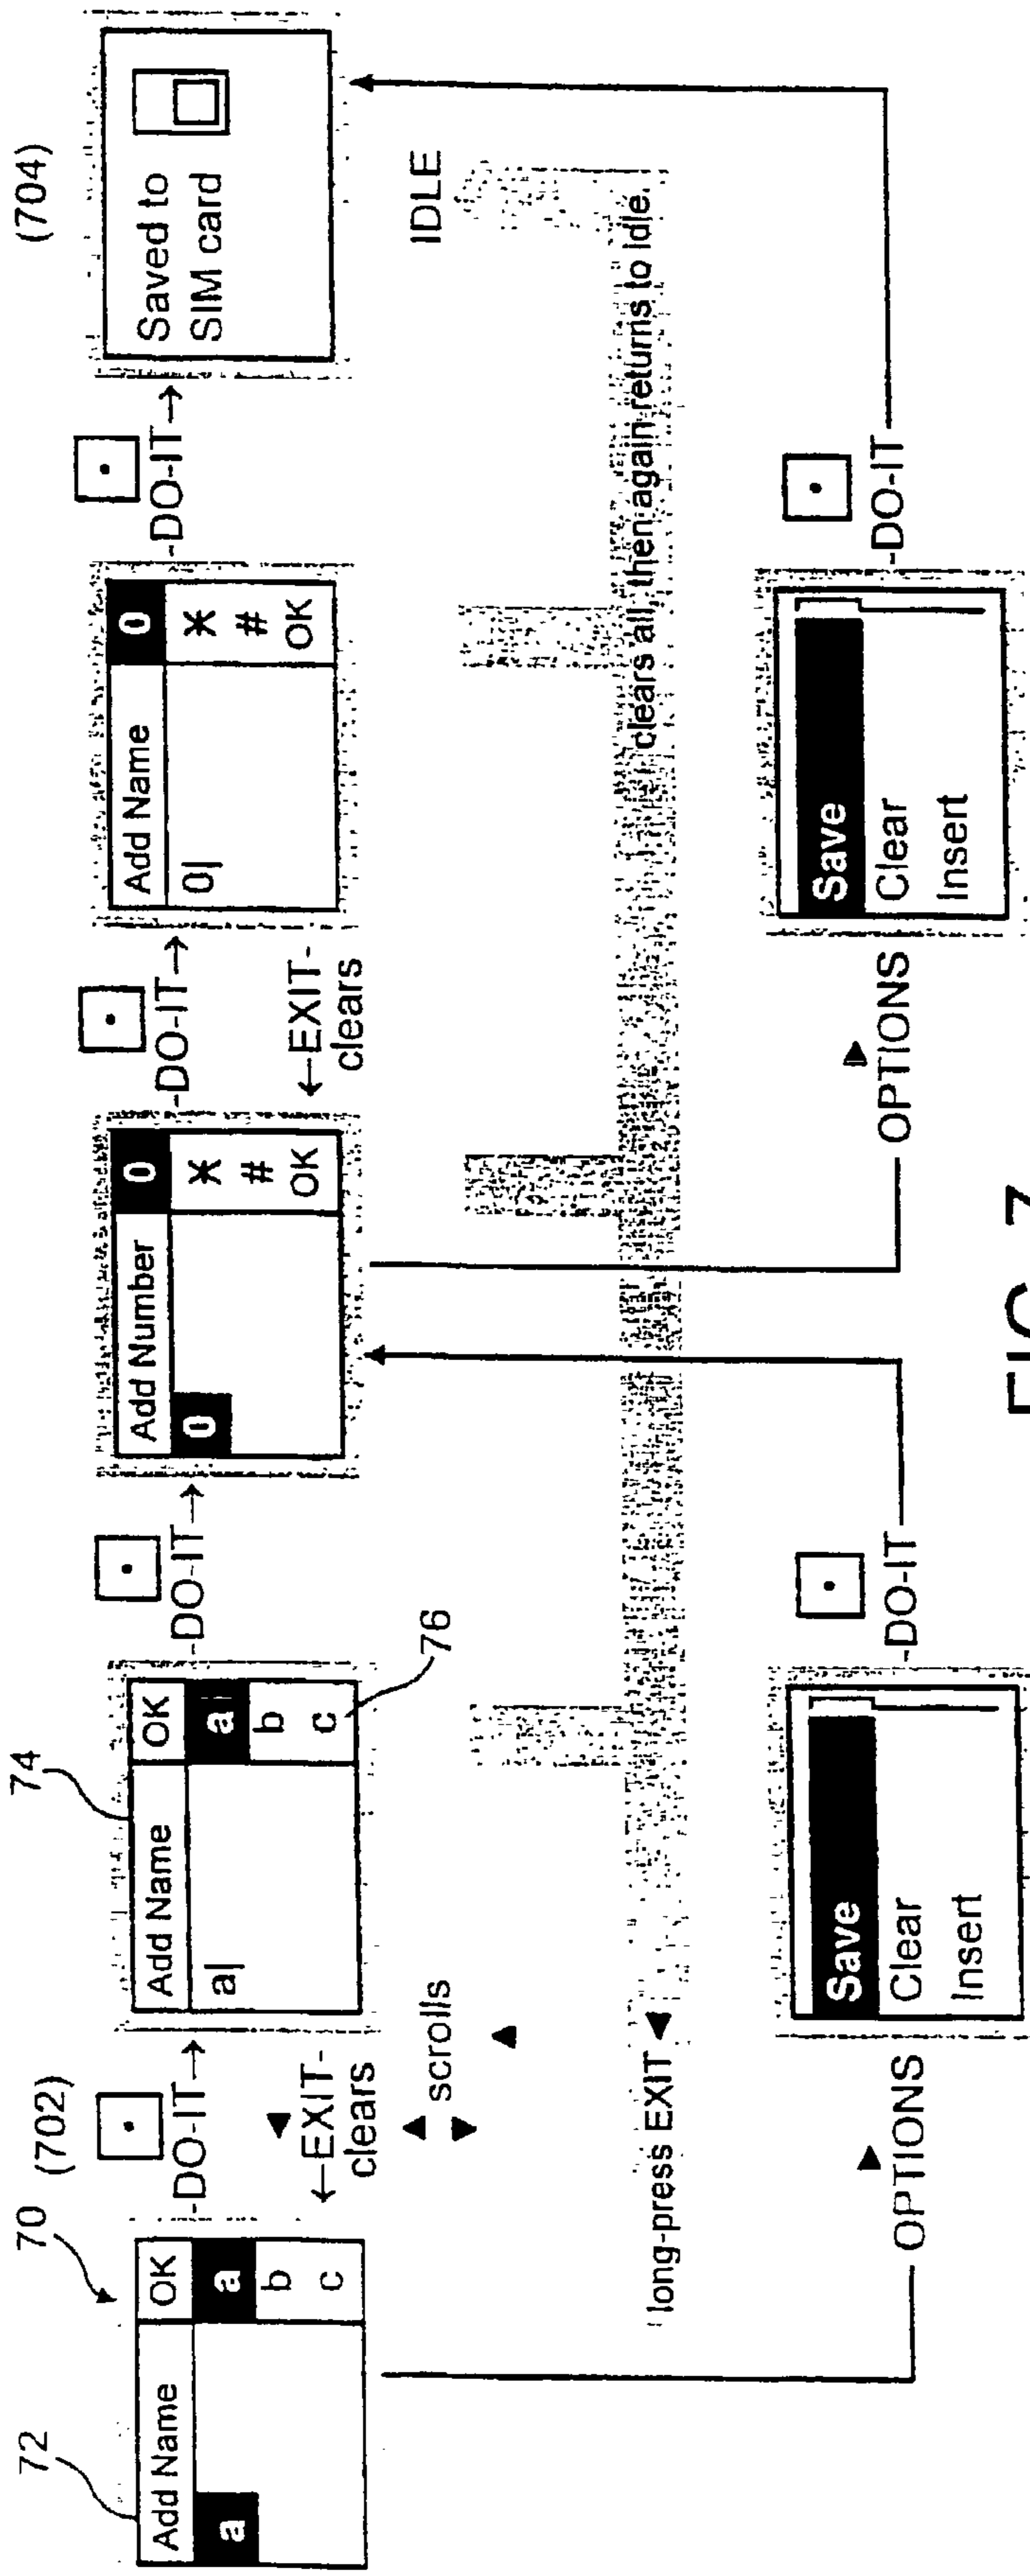 70
(702)
(704)
72
74
76
Add Name
OK
a
a
b
c
-DO-IT→
←EXIT-
clears
scrolls
Add Name
OK
a|
a
b
c
-DO-IT→
Add Number
0
0
*
#
OK
-DO-IT→
←EXIT-
clears
Add Name
0
0|
*
#
OK
-DO-IT→
Saved to
SIM card
IDLE
long-press EXIT
clears all, then again returns to idle.
OPTIONS
Save
Clear
Insert
-DO-IT
OPTIONS
Save
Clear
Insert
-DO-IT